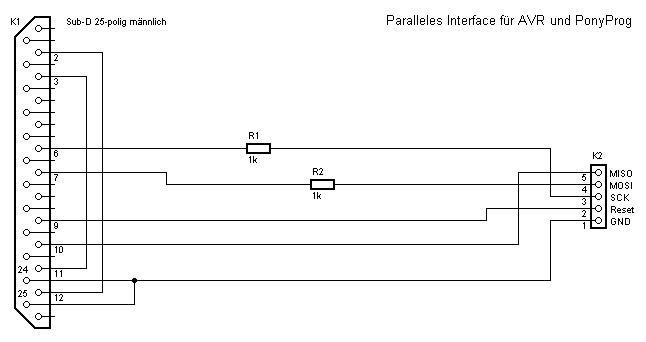 K1
Sub-D 25-polig männlich
Paralleles Interface für AVR und PonyProg
2
3
R1
1k
6
K2
R2
1k
7
5 MISO
4 MOSI
3 SCK
2 Reset
1 GND
9
10
24
11
25
12